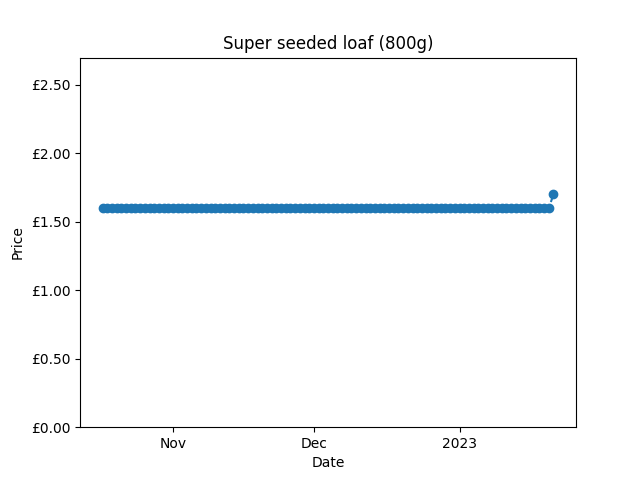 Super seeded loaf (800g)
£2.50
£2.00
£1.50
£1.00
£0.50
£0.00
Price
Nov
Dec
2023
Date